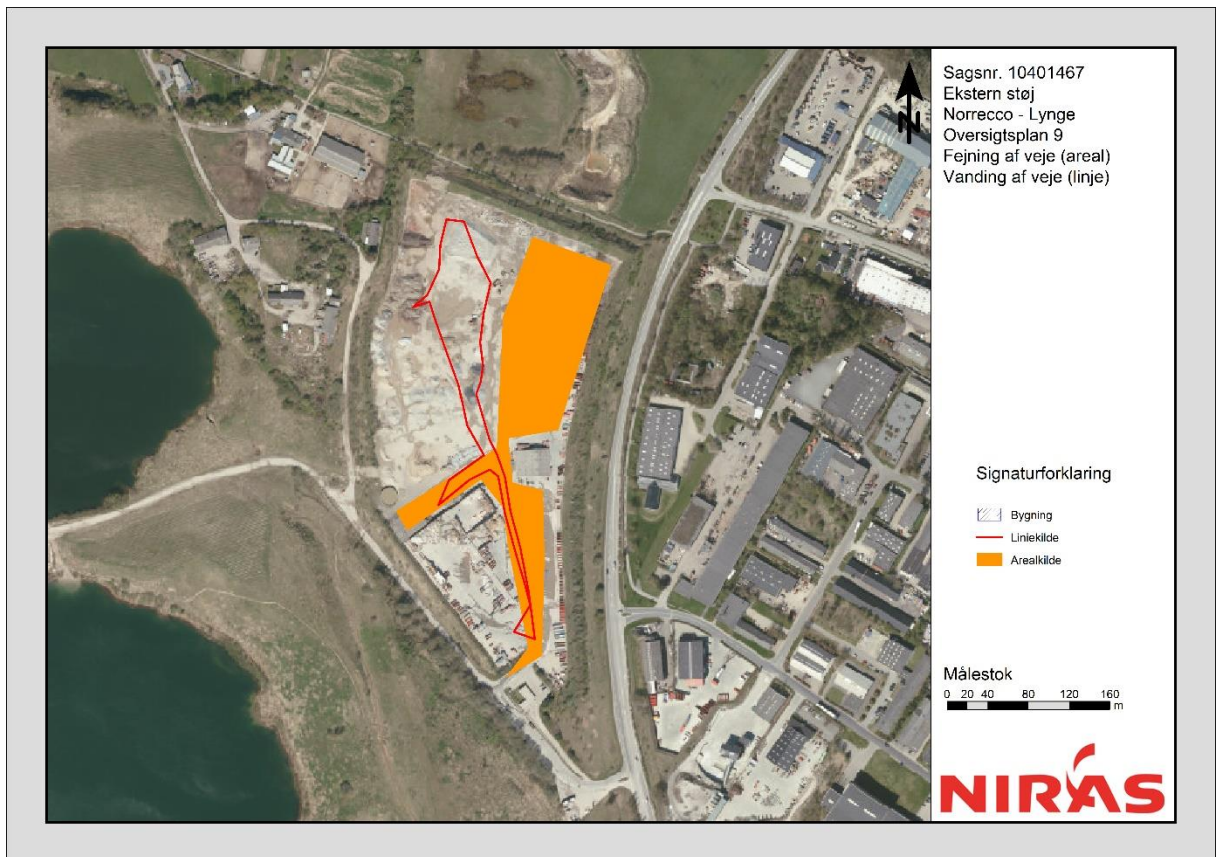 Sagsnr. 10401467
Ekstern støj
Norrecco - Lynge
Oversigtsplan 9
Fejning af veje (areal)
Vanding af veje (linje)
N
Signaturforklaring
Bygning
Liniekilde
Arealkilde
Målestok
0 20 40 80 120 160
m
NIRAS